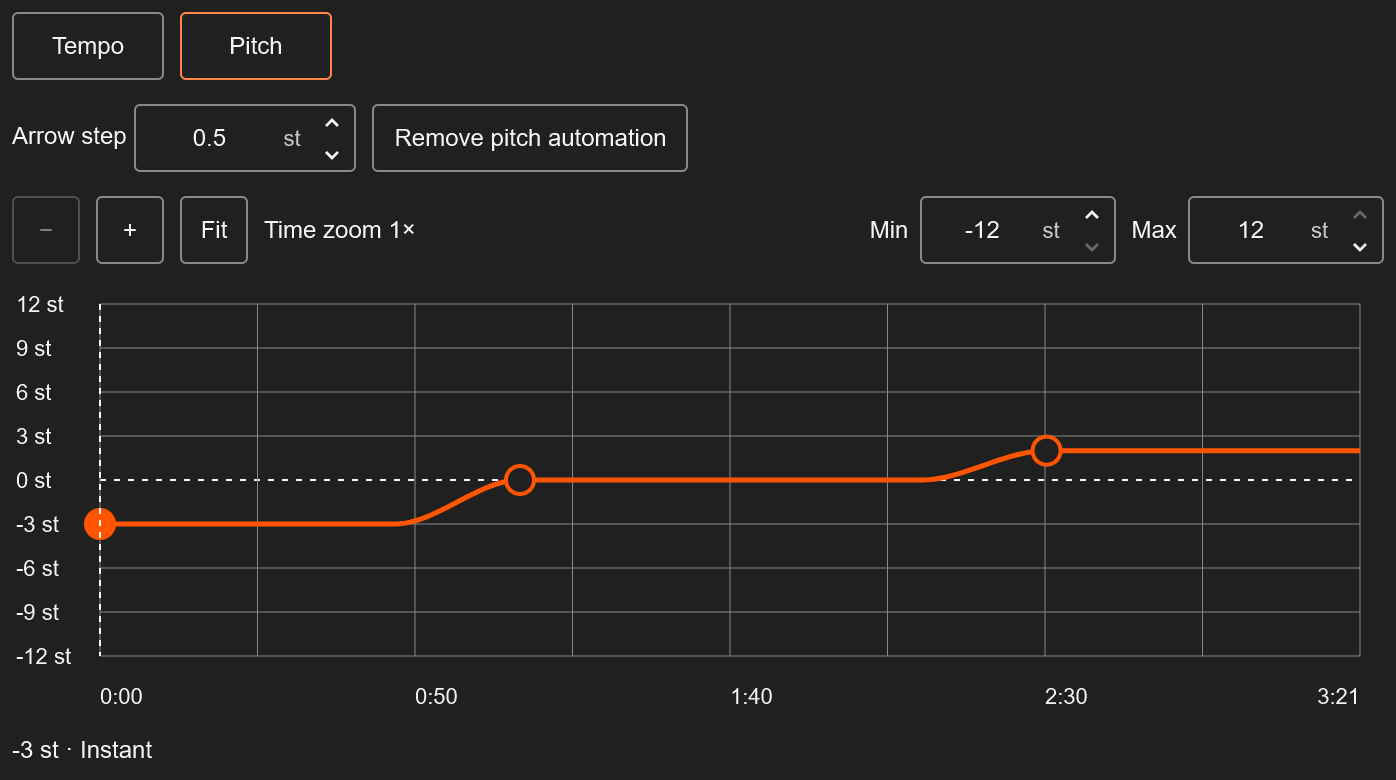 Tempo Pitch
Arrow step 0.5 st Remove pitch automation
− + Fit Time zoom 1× Min -12 st Max 12 st
12 st
9 st
6 st
3 st
0 st
-3 st
-6 st
-9 st
-12 st
0:00 0:50 1:40 2:30 3:21
-3 st · Instant